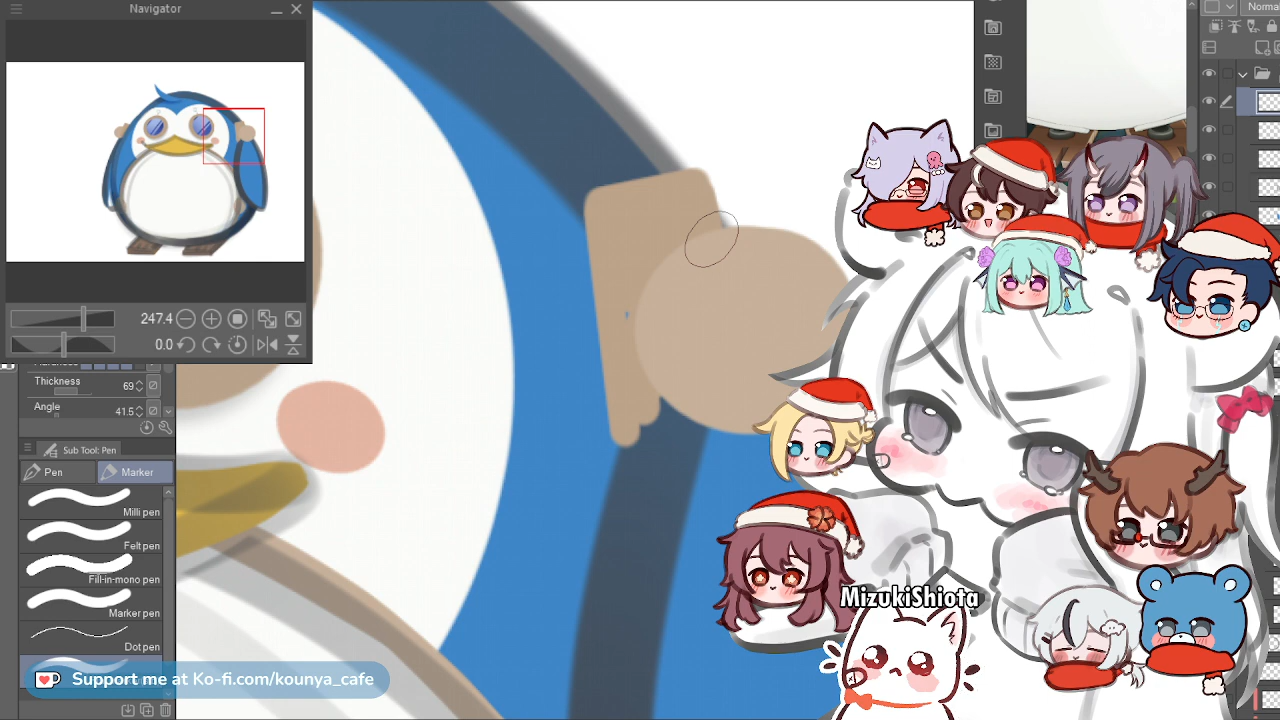 Navigator
Normal
247.4
0.0
Thickness
69
Angle
41.5
Sub Tool: Pen
Pen
Marker
Milli pen
Felt pen
Fill-in-mono pen
Marker pen
Dot pen
MizukiShiota
Support me at Ko-fi.com/kounya_cafe